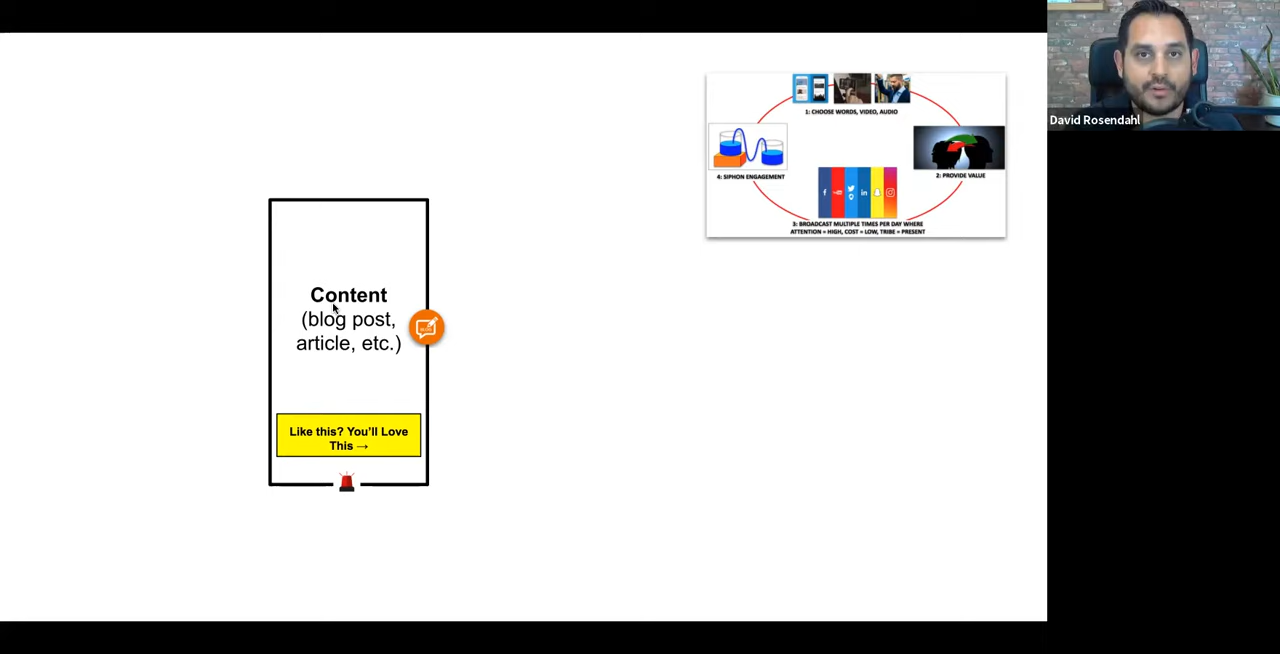 David Rosendahl
1: CHOOSE WORDS, VIDEO, AUDIO
4: SIPHON ENGAGEMENT
2: PROVIDE VALUE
3: BROADCAST MULTIPLE TIMES PER DAY WHERE
ATTENTION = HIGH, COST = LOW, TRIBE = PRESENT
Content
(blog post,
article, etc.)
Like this? You'll Love
This →